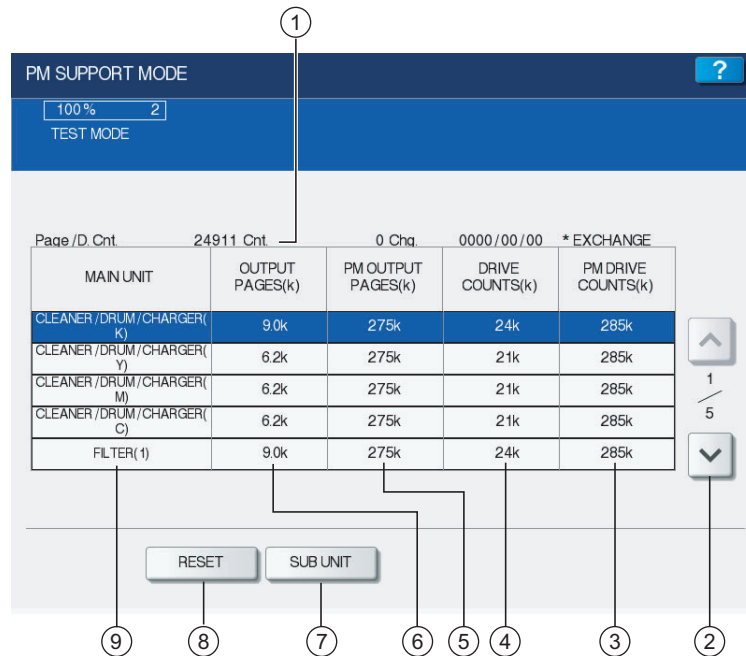 1
PM SUPPORT MODE ?
100% 2
TEST MODE
Page /D. Cnt. 24911 Cnt. 0 Chg. 0000/00/00 * EXCHANGE
MAIN UNIT OUTPUT PAGES(k) PM OUTPUT PAGES(k) DRIVE COUNTS(k) PM DRIVE COUNTS(k)
CLEANER/DRUM/CHARGER(K) 9.0k 275k 24k 285k
CLEANER/DRUM/CHARGER(Y) 6.2k 275k 21k 285k
CLEANER/DRUM/CHARGER(M) 6.2k 275k 21k 285k
CLEANER/DRUM/CHARGER(C) 6.2k 275k 21k 285k
FILTER(1) 9.0k 275k 24k 285k
1 / 5
RESET SUB UNIT
9 8 7 6 5 4 3 2